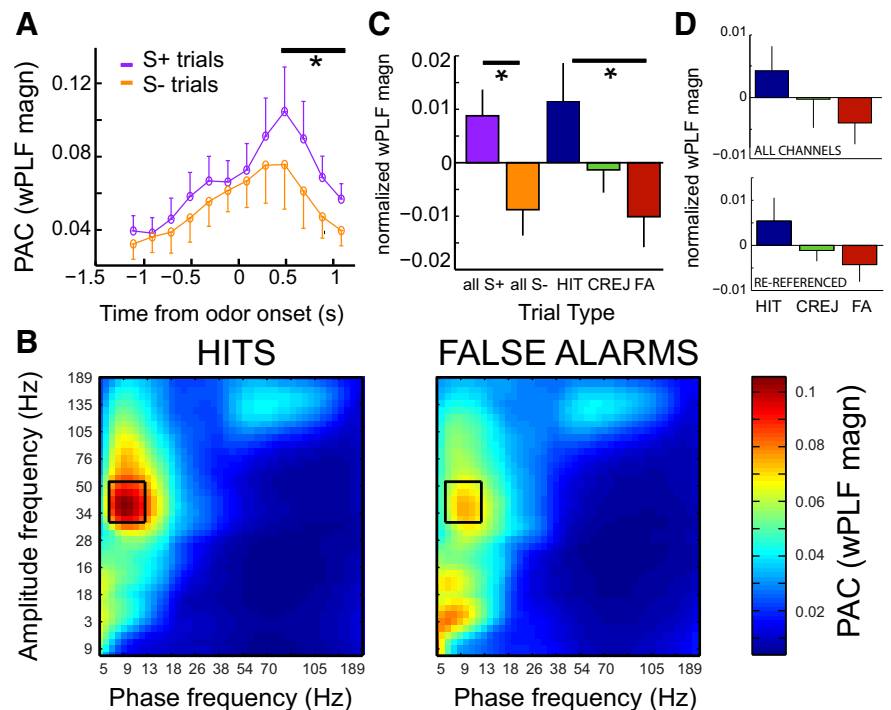 A
S+ trials
S- trials
*
PAC (wPLF magn)
0.12
0.08
0.04
−1.5
−1
−0.5
0
0.5
1
Time from odor onset (s)
C
normalized wPLF magn
0.02
0.01
0
−0.01
−0.02
*
*
all S+ all S- HIT CREJ FA
Trial Type
D
normalized wPLF magn
0.01
0
−0.01
ALL CHANNELS
0.01
0
−0.01
RE-REFERENCED
HIT CREJ FA
B
HITS
FALSE ALARMS
Amplitude frequency (Hz)
189
135
105
76
50
34
28
16
18
3
9
5 9 13 18 26 38 54 70 105 189
Phase frequency (Hz)
5 9 13 18 26 38 54 70 105 189
Phase frequency (Hz)
0.1
0.08
0.06
0.04
0.02
PAC (wPLF magn)